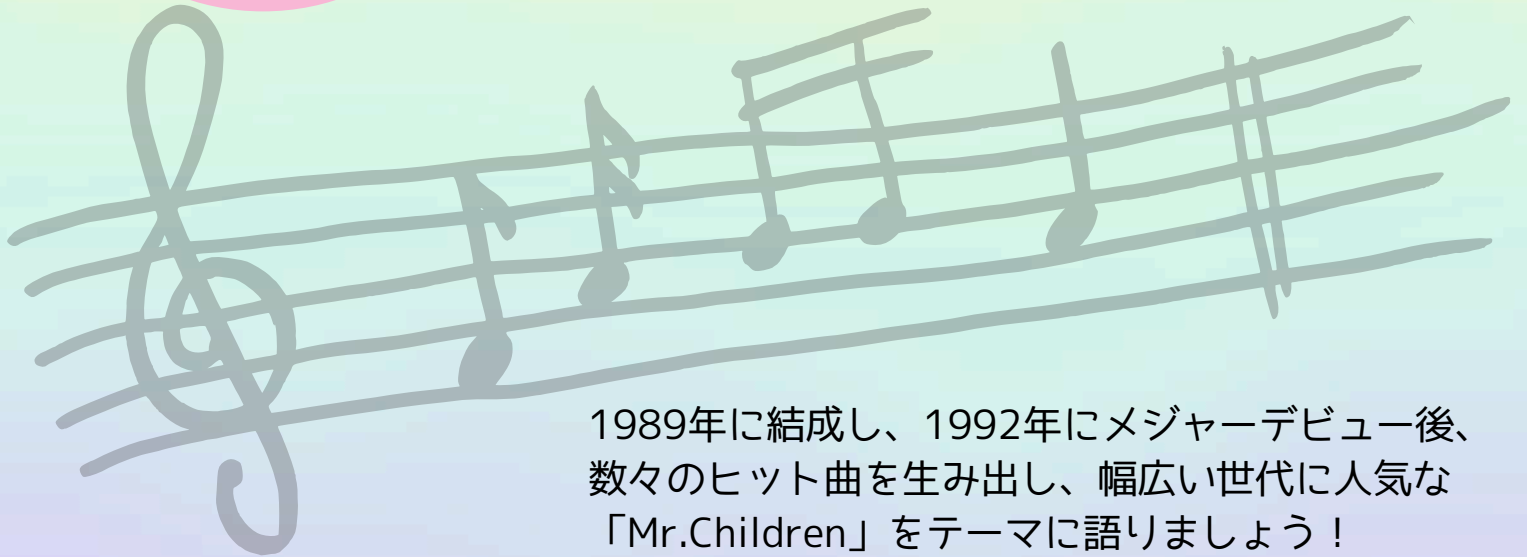 1989年に結成し、1992年にメジャーデビュー後、
数々のヒット曲を生み出し、幅広い世代に人気な
「Mr.Children」をテーマに語りましょう！